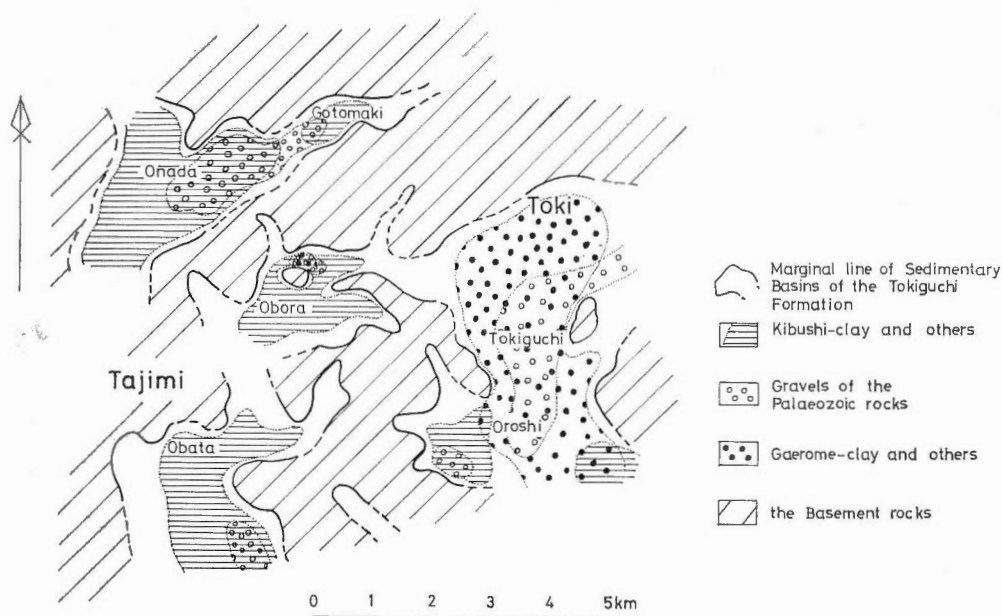 Gotomaki
Onada
Toki
Obora
Tokiguchi
Tajimi
Oroshi
Obata
0 1 2 3 4 5km
Marginal line of Sedimentary
Basins of the Tokiguchi
Formation
Kibushi-clay and others
Gravels of the
Palaeozoic rocks
Gaerome-clay and others
the Basement rocks